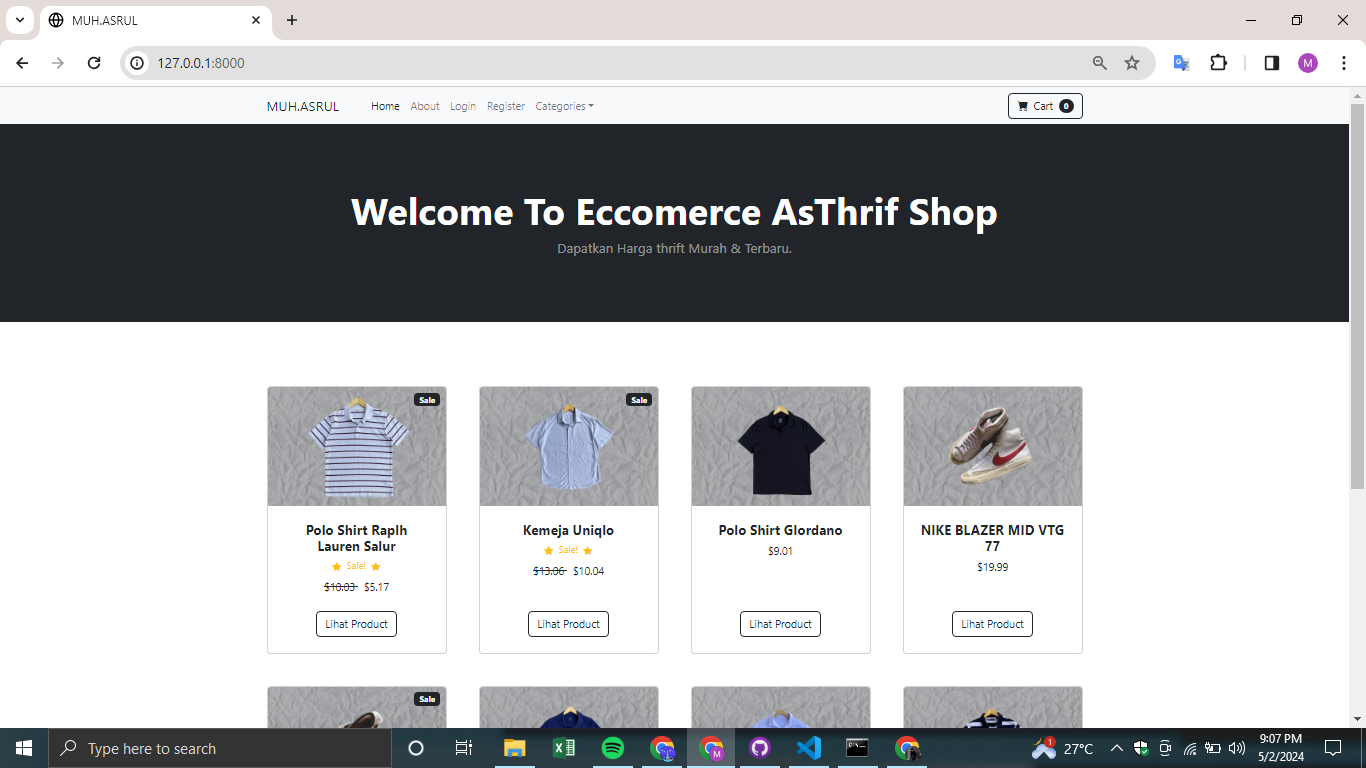 MUH.ASRUL
127.0.0.1:8000
M
MUH.ASRUL Home About Login Register Categories Cart 0
Welcome To Eccomerce AsThrif Shop
Dapatkan Harga thrift Murah & Terbaru.
Sale
Sale
Polo Shirt Raplh
Lauren Salur
Sale!
$10.03 $5.17
Lihat Product
Kemeja Uniqlo
Sale!
$13.06 $10.04
Lihat Product
Polo Shirt GIordano
$9.01
Lihat Product
NIKE BLAZER MID VTG
77
$19.99
Lihat Product
Sale
Type here to search
M
1
27°C
9:07 PM
5/2/2024